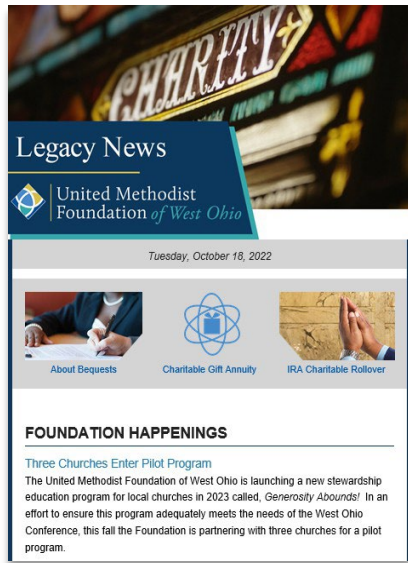 CHARITY
Legacy News
United Methodist
Foundation of West Ohio
Tuesday, October 18, 2022
About Bequests
Charitable Gift Annuity
IRA Charitable Rollover
FOUNDATION HAPPENINGS
Three Churches Enter Pilot Program
The United Methodist Foundation of West Ohio is launching a new stewardship
education program for local churches in 2023 called, Generosity Abounds!  In an
effort to ensure this program adequately meets the needs of the West Ohio
Conference, this fall the Foundation is partnering with three churches for a pilot
program.